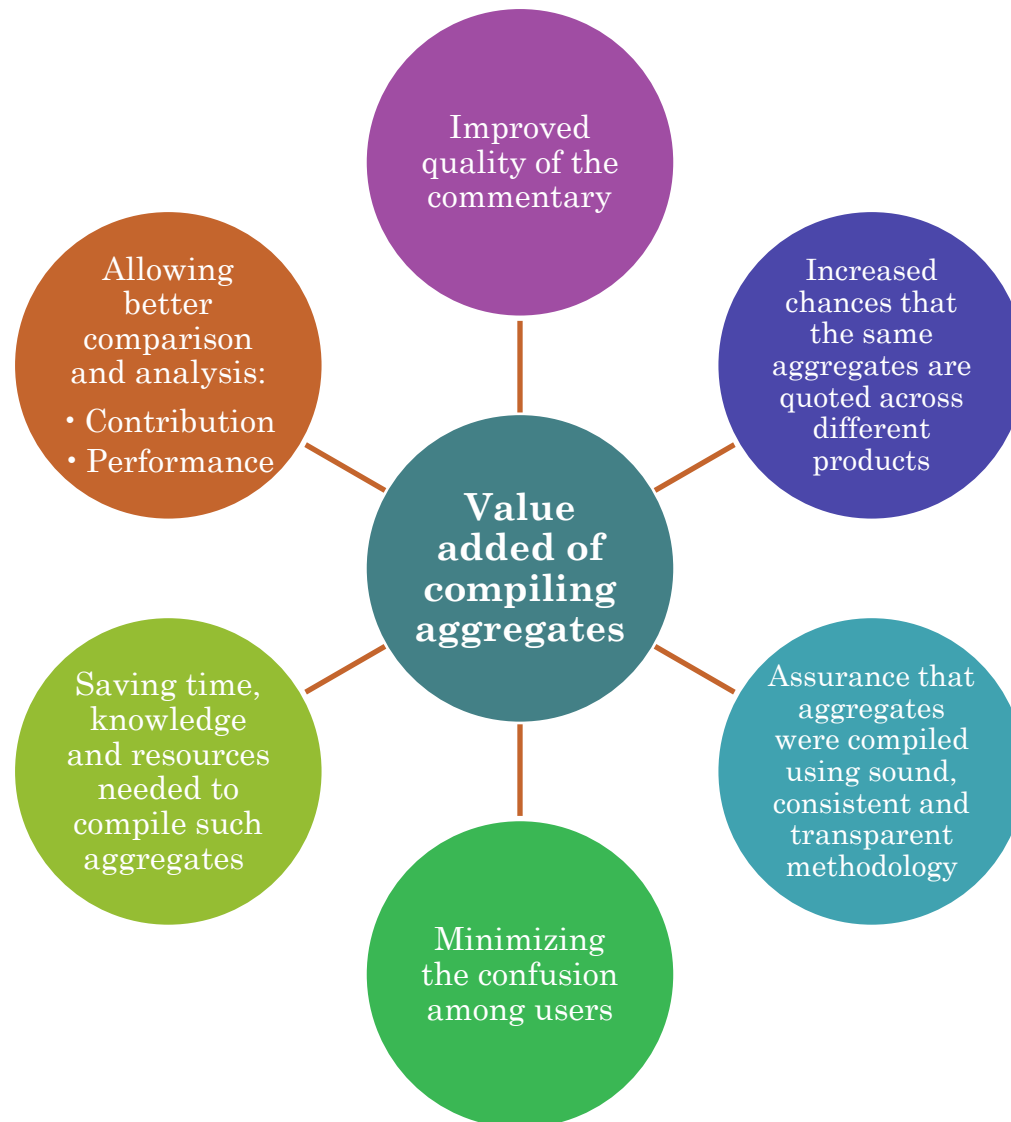 Improved
quality of the
commentary
Increased
chances that
the same
aggregates are
quoted across
different
products
Assurance that
aggregates
were compiled
using sound,
consistent and
transparent
methodology
Minimizing
the confusion
among users
Saving time,
knowledge
and resources
needed to
compile such
aggregates
Allowing
better
comparison
and analysis:
• Contribution
• Performance
Value
added of
compiling
aggregates